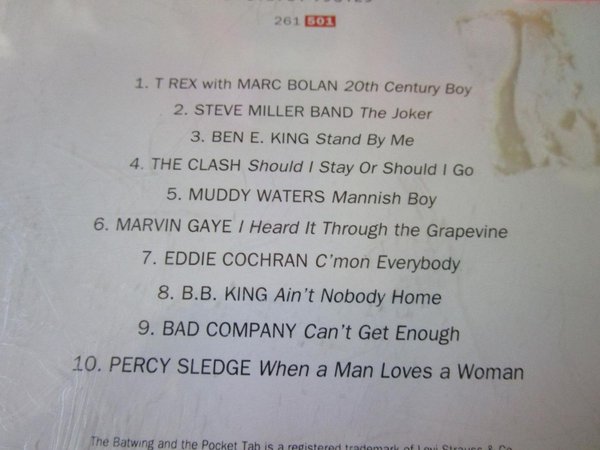 261 501
1. T REX with MARC BOLAN 20th Century Boy
2. STEVE MILLER BAND The Joker
3. BEN E. KING Stand By Me
4. THE CLASH Should I Stay Or Should I Go
5. MUDDY WATERS Mannish Boy
6. MARVIN GAYE I Heard It Through the Grapevine
7. EDDIE COCHRAN C'mon Everybody
8. B.B. KING Ain't Nobody Home
9. BAD COMPANY Can't Get Enough
10. PERCY SLEDGE When a Man Loves a Woman
The Batwing and the Pocket Tab is a registered trademark of Levi Strauss & Co